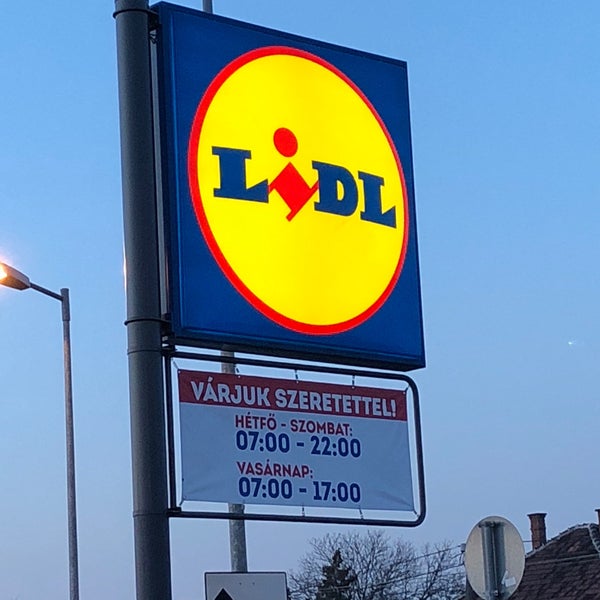 LIDL
VÁRJUK SZERETETTEL!
HÉTFŐ - SZOMBAT:
07:00 - 22:00
VASÁRNAP:
07:00 - 17:00